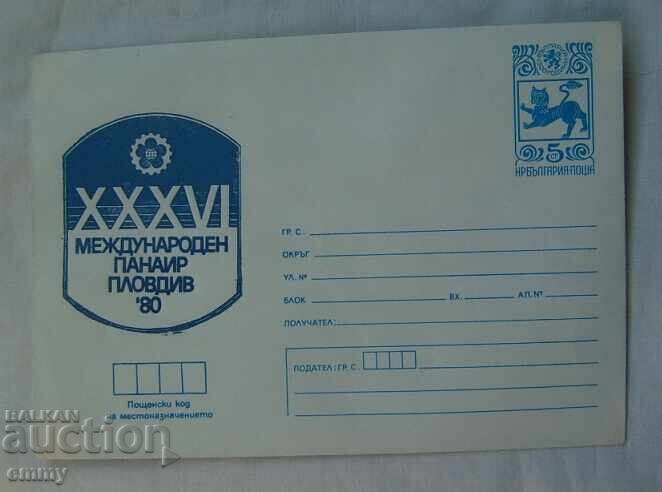 XXXVI
МЕЖДУНАРОДЕН
ПАНАИР
ПЛОВДИВ
'80
5 СТ
НР БЪЛГАРИЯ·ПОЩА
ГР. С.
ОКРЪГ
УЛ. №
БЛОК ВХ. АП. №
ПОЛУЧАТЕЛ:
ПОДАТЕЛ: ГР. С.
Пощенски код
на местоназначението
BALKAN
auction
emmy